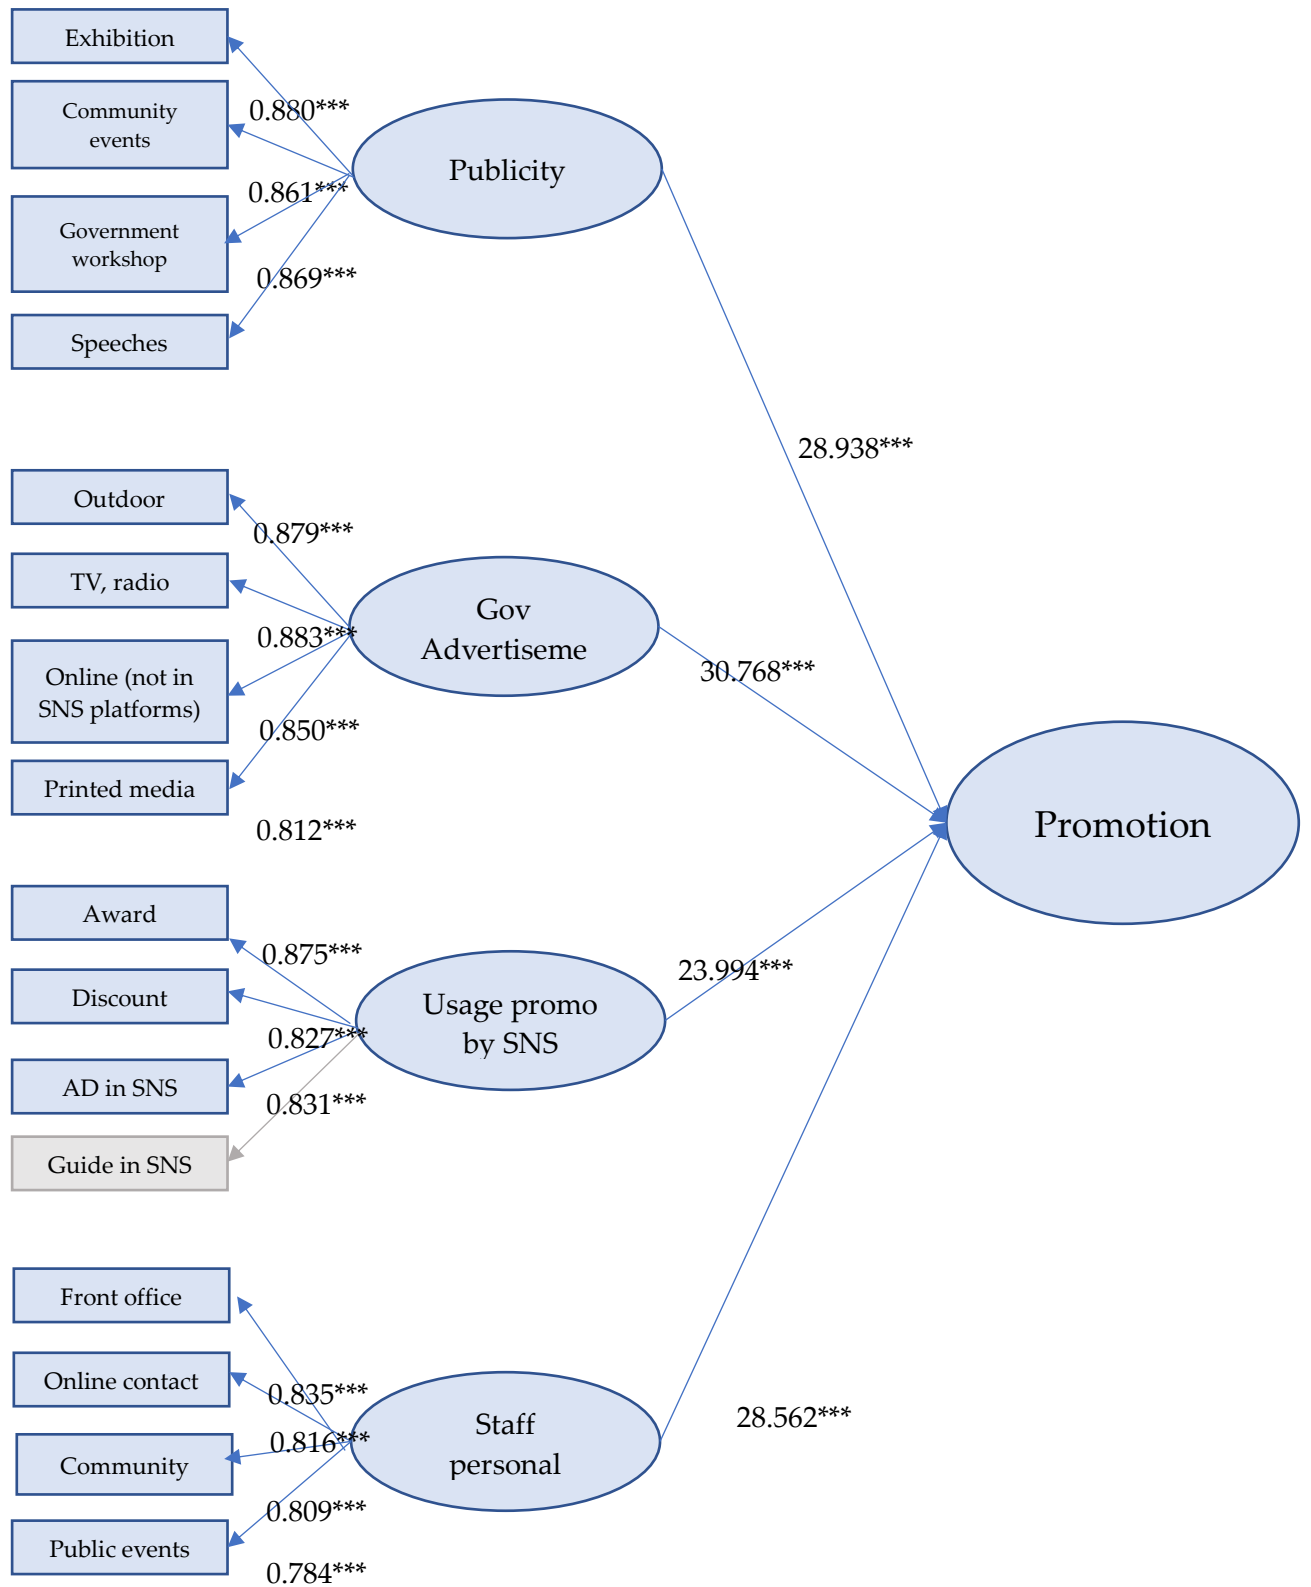 Exhibition
Community
events
Government
workshop
Speeches
0.880***
0.861***
0.869***
Publicity
28.938***
Outdoor
TV, radio
Online (not in
SNS platforms)
Printed media
0.879***
0.883***
0.850***
0.812***
Gov
Advertiseme
30.768***
Promotion
Award
Discount
AD in SNS
Guide in SNS
0.875***
0.827***
0.831***
Usage promo
by SNS
23.994***
Front office
Online contact
Community
Public events
0.835***
0.816***
0.809***
0.784***
Staff
personal
28.562***